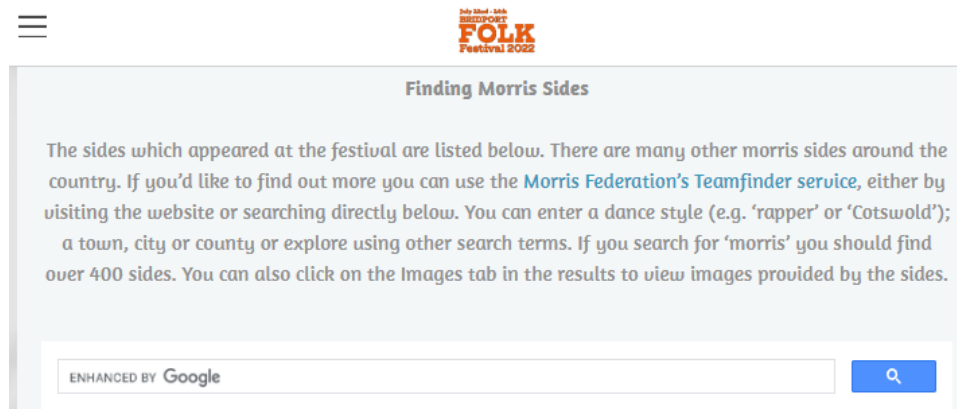 July 22nd - 24th
BRIDPORT
FOLK
Festival 2022
Finding Morris Sides
The sides which appeared at the festival are listed below. There are many other morris sides around the
country. If you'd like to find out more you can use the Morris Federation's Teamfinder service, either by
visiting the website or searching directly below. You can enter a dance style (e.g. 'rapper' or 'Cotswold');
a town, city or county or explore using other search terms. If you search for 'morris' you should find
over 400 sides. You can also click on the Images tab in the results to view images provided by the sides.
ENHANCED BY Google